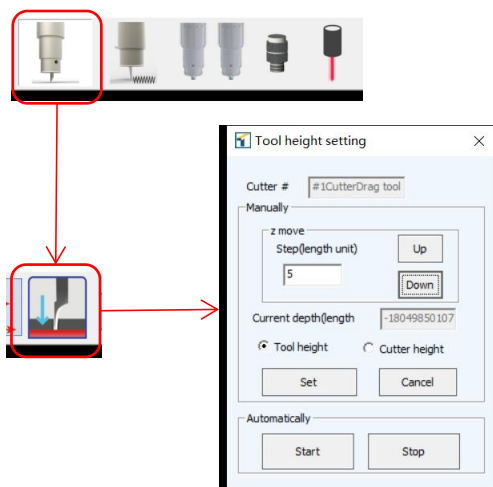 Tool height setting
Cutter # #1CutterDrag tool
Manually
z move
Step(length unit) Up
5
Down
Current depth(length -18049850107
Tool height Cutter height
Set Cancel
Automatically
Start Stop